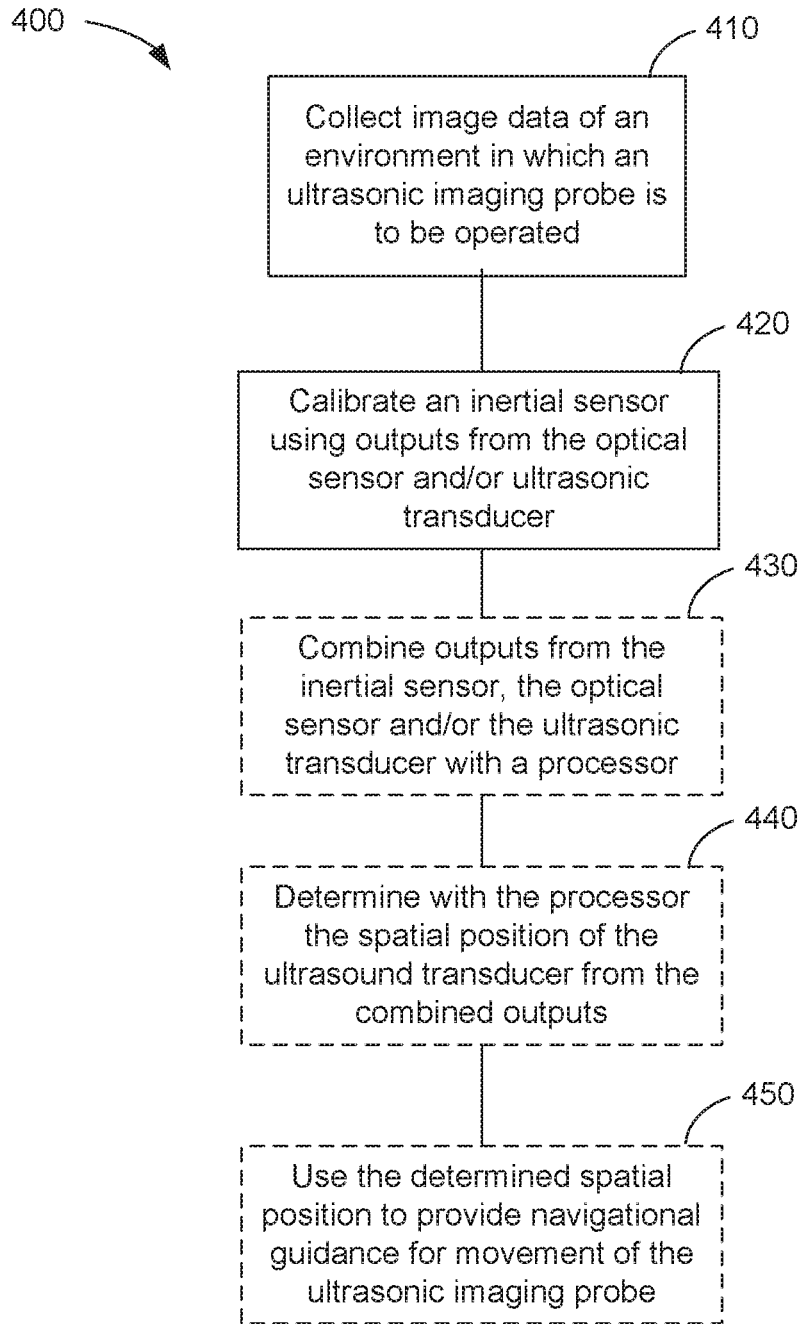 400
410
Collect image data of an
environment in which an
ultrasonic imaging probe is
to be operated
420
Calibrate an inertial sensor
using outputs from the optical
sensor and/or ultrasonic
transducer
430
Combine outputs from the
inertial sensor, the optical
sensor and/or the ultrasonic
transducer with a processor
440
Determine with the processor
the spatial position of the
ultrasound transducer from the
combined outputs
450
Use the determined spatial
position to provide navigational
guidance for movement of the
ultrasonic imaging probe